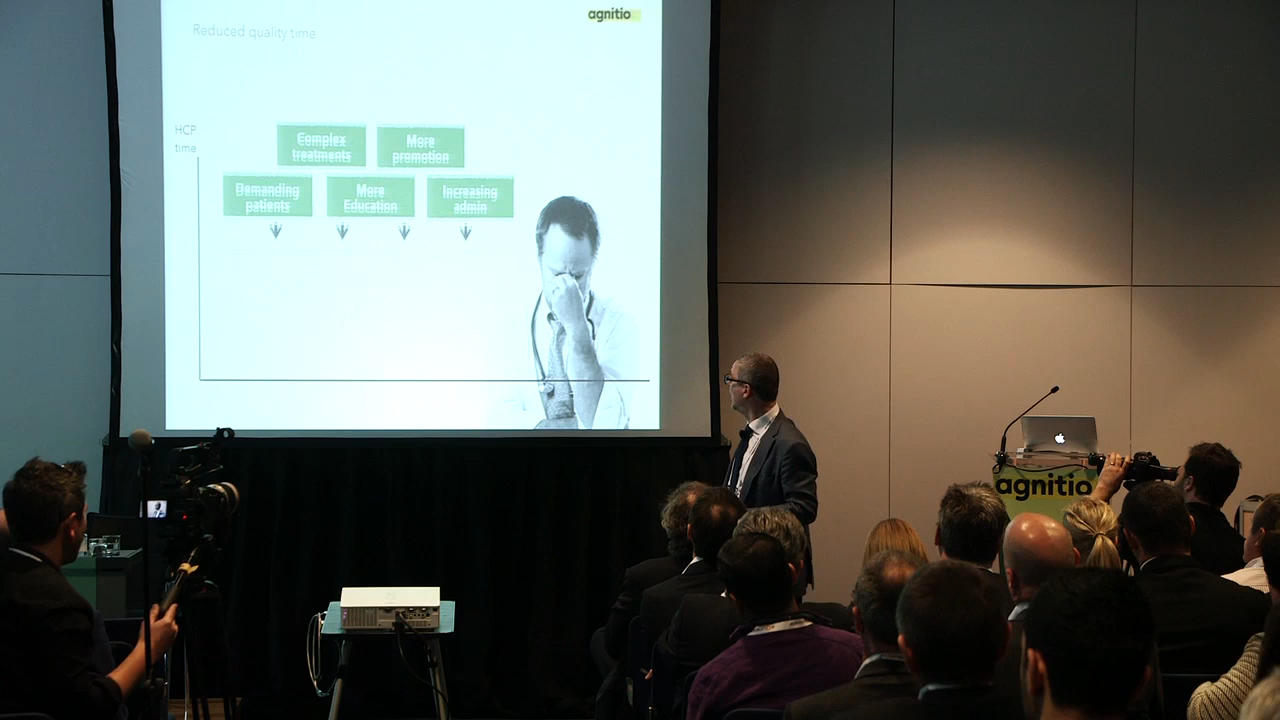 agnitio
Reduced quality time
HCP
time
Complex
treatments
More
promotion
Demanding
patients
More
Education
Increasing
admin
agnitio